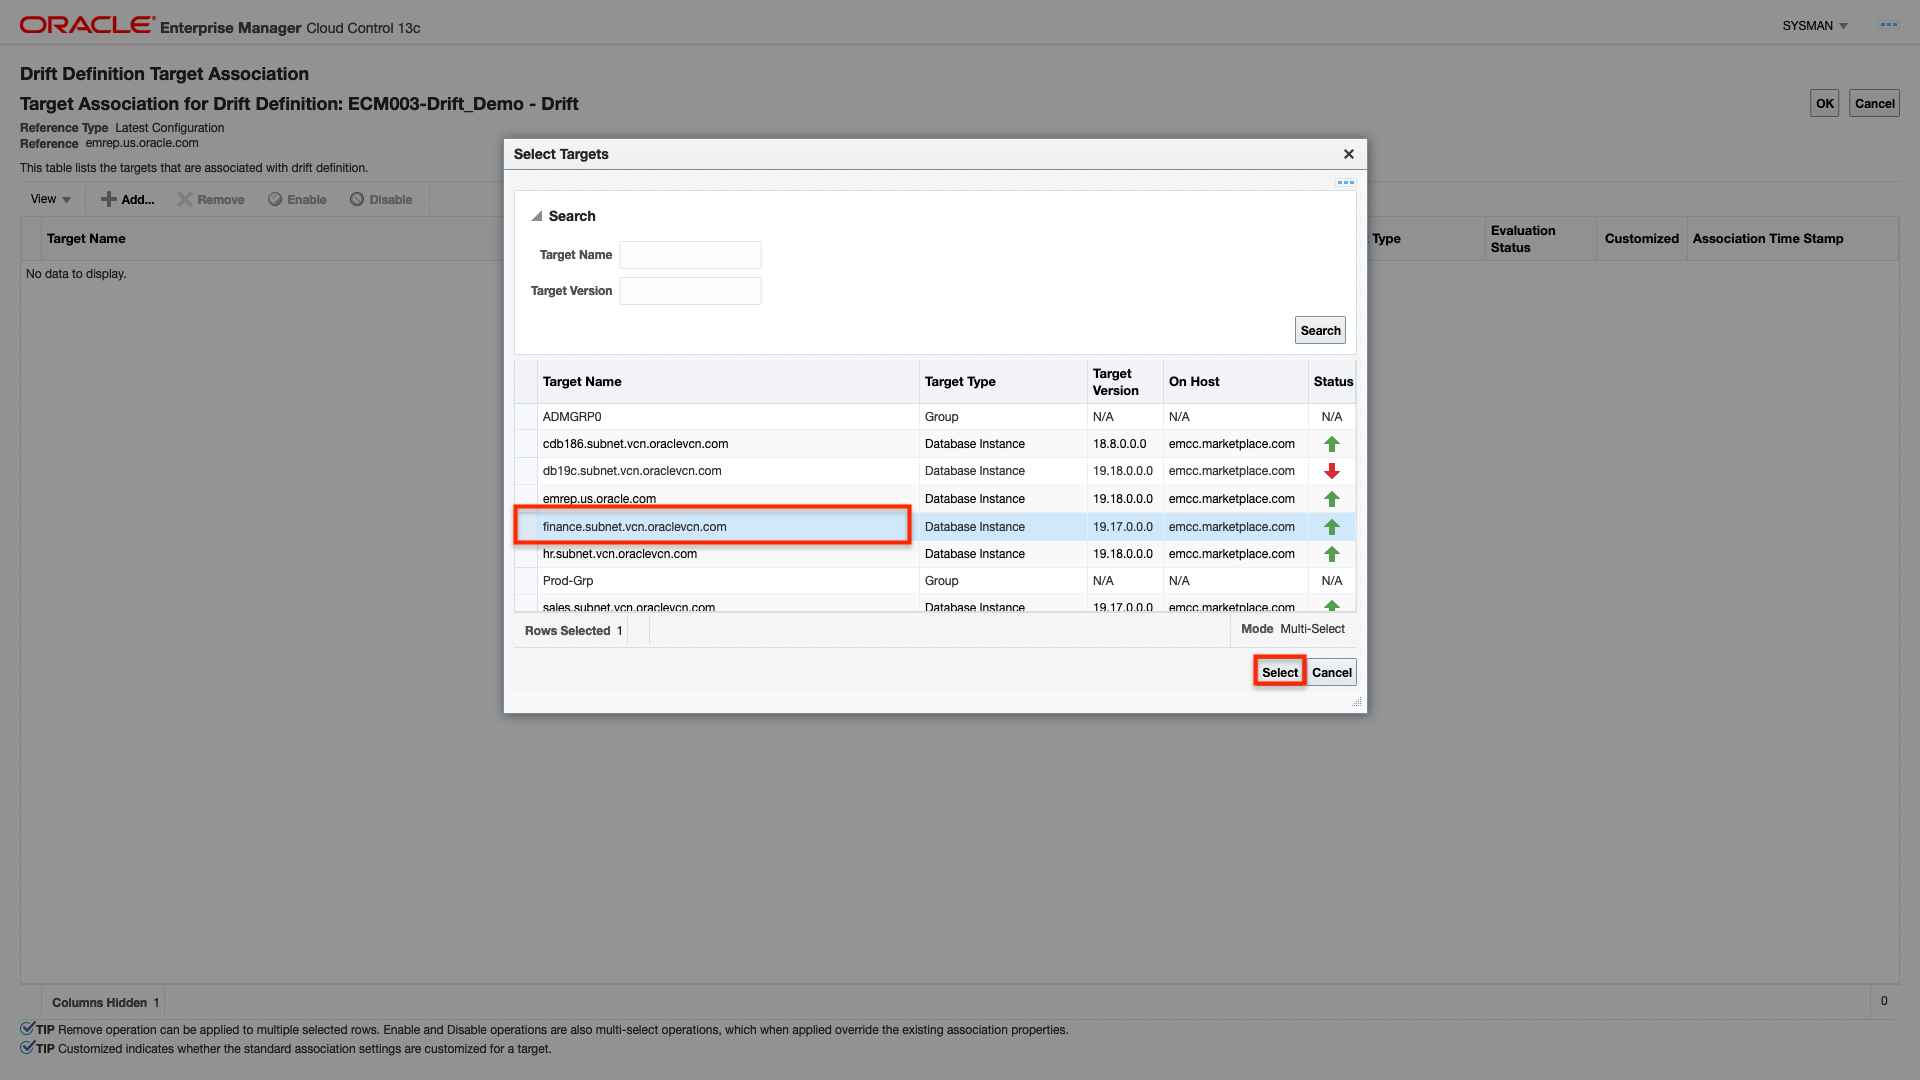 ORACLE® Enterprise Manager Cloud Control 13c
SYSMAN
Drift Definition Target Association
Target Association for Drift Definition: ECM003-Drift_Demo - Drift
OK Cancel
Reference Type Latest Configuration
Reference emrep.us.oracle.com
This table lists the targets that are associated with drift definition.
View Add... Remove Enable Disable
Target Name Type Evaluation Status Customized Association Time Stamp
No data to display.
Select Targets
Search
Target Name
Target Version
Search
Target Name Target Type Target Version On Host Status
ADMGRP0 Group N/A N/A N/A
cdb186.subnet.vcn.oraclevcn.com Database Instance 18.8.0.0.0 emcc.marketplace.com
db19c.subnet.vcn.oraclevcn.com Database Instance 19.18.0.0.0 emcc.marketplace.com
emrep.us.oracle.com Database Instance 19.18.0.0.0 emcc.marketplace.com
finance.subnet.vcn.oraclevcn.com Database Instance 19.17.0.0.0 emcc.marketplace.com
hr.subnet.vcn.oraclevcn.com Database Instance 19.18.0.0.0 emcc.marketplace.com
Prod-Grp Group N/A N/A N/A
sales.subnet.vcn.oraclevcn.com Database Instance 19.17.0.0.0 emcc.marketplace.com
Rows Selected 1 Mode Multi-Select
Select Cancel
Columns Hidden 1 0
TIP Remove operation can be applied to multiple selected rows. Enable and Disable operations are also multi-select operations, which when applied override the existing association properties.
TIP Customized indicates whether the standard association settings are customized for a target.